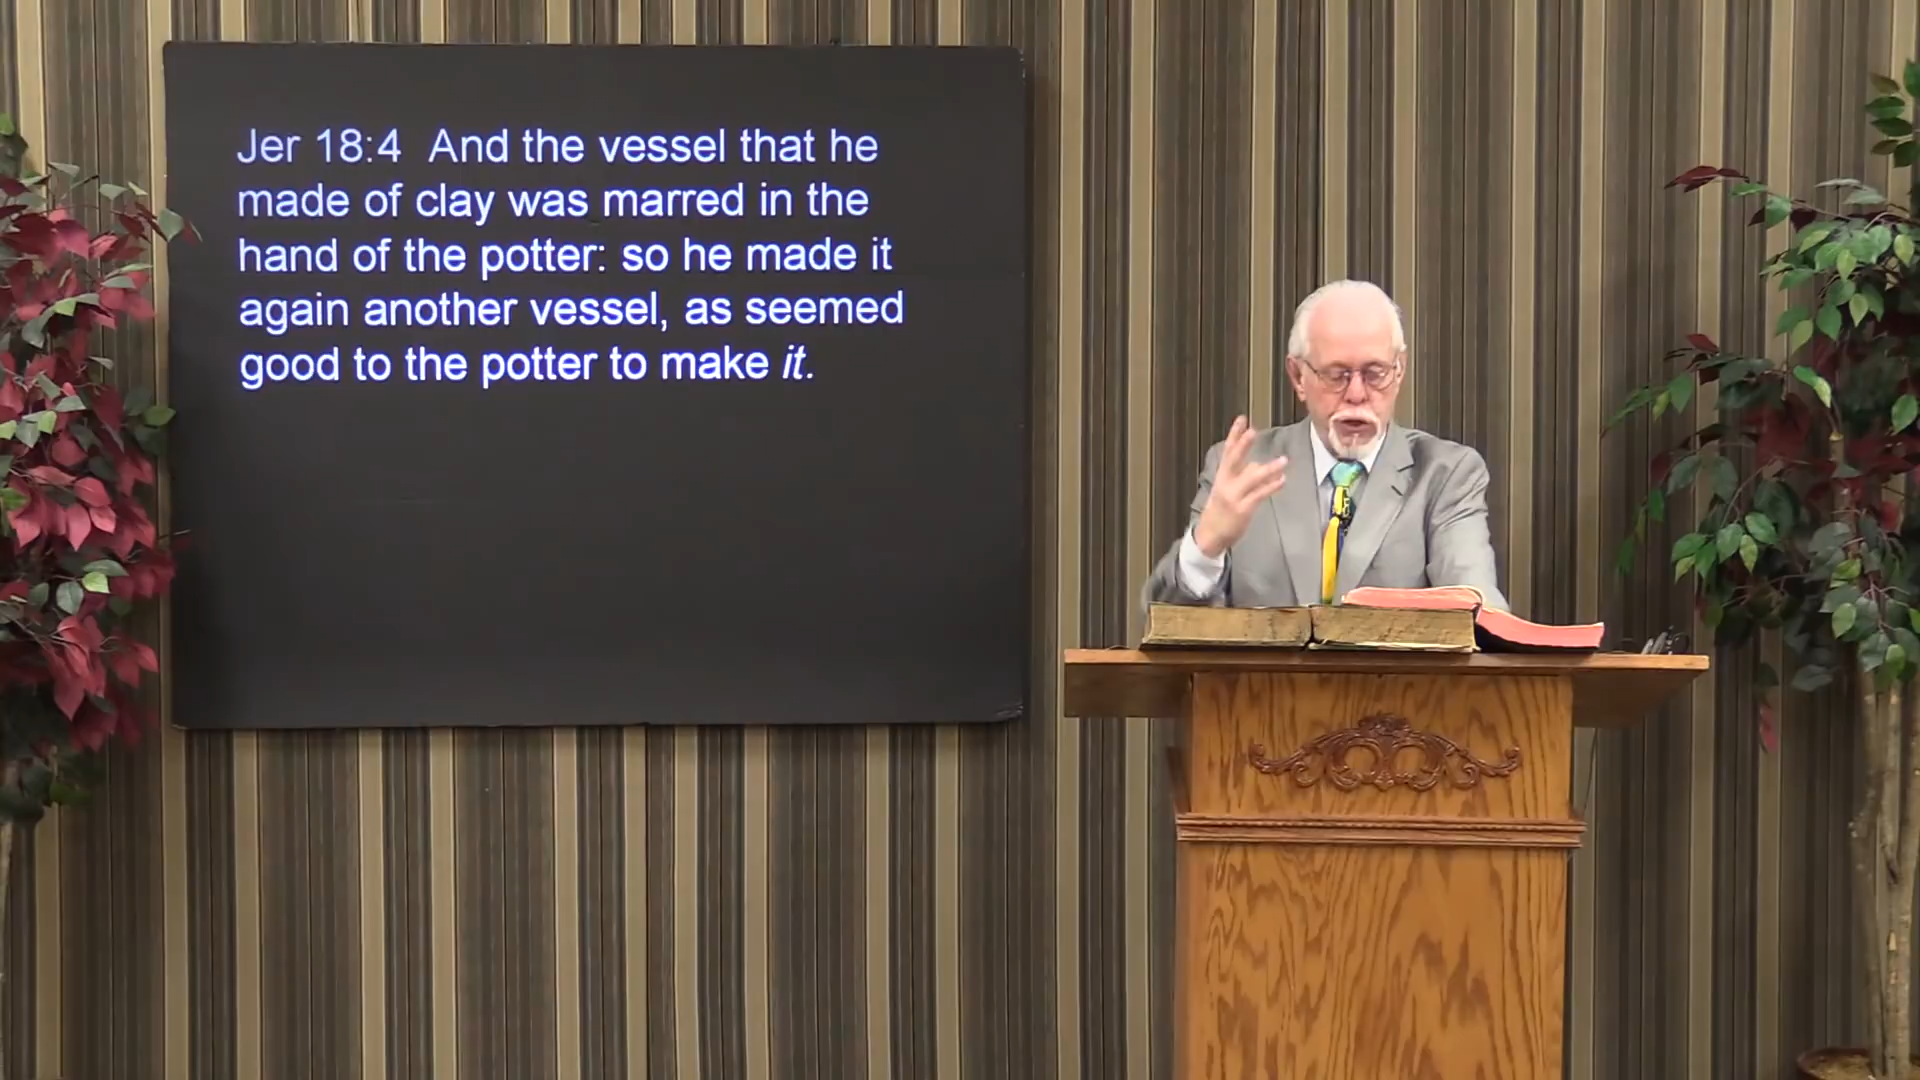 Jer 18:4  And the vessel that he
made of clay was marred in the
hand of the potter: so he made it
again another vessel, as seemed
good to the potter to make it.